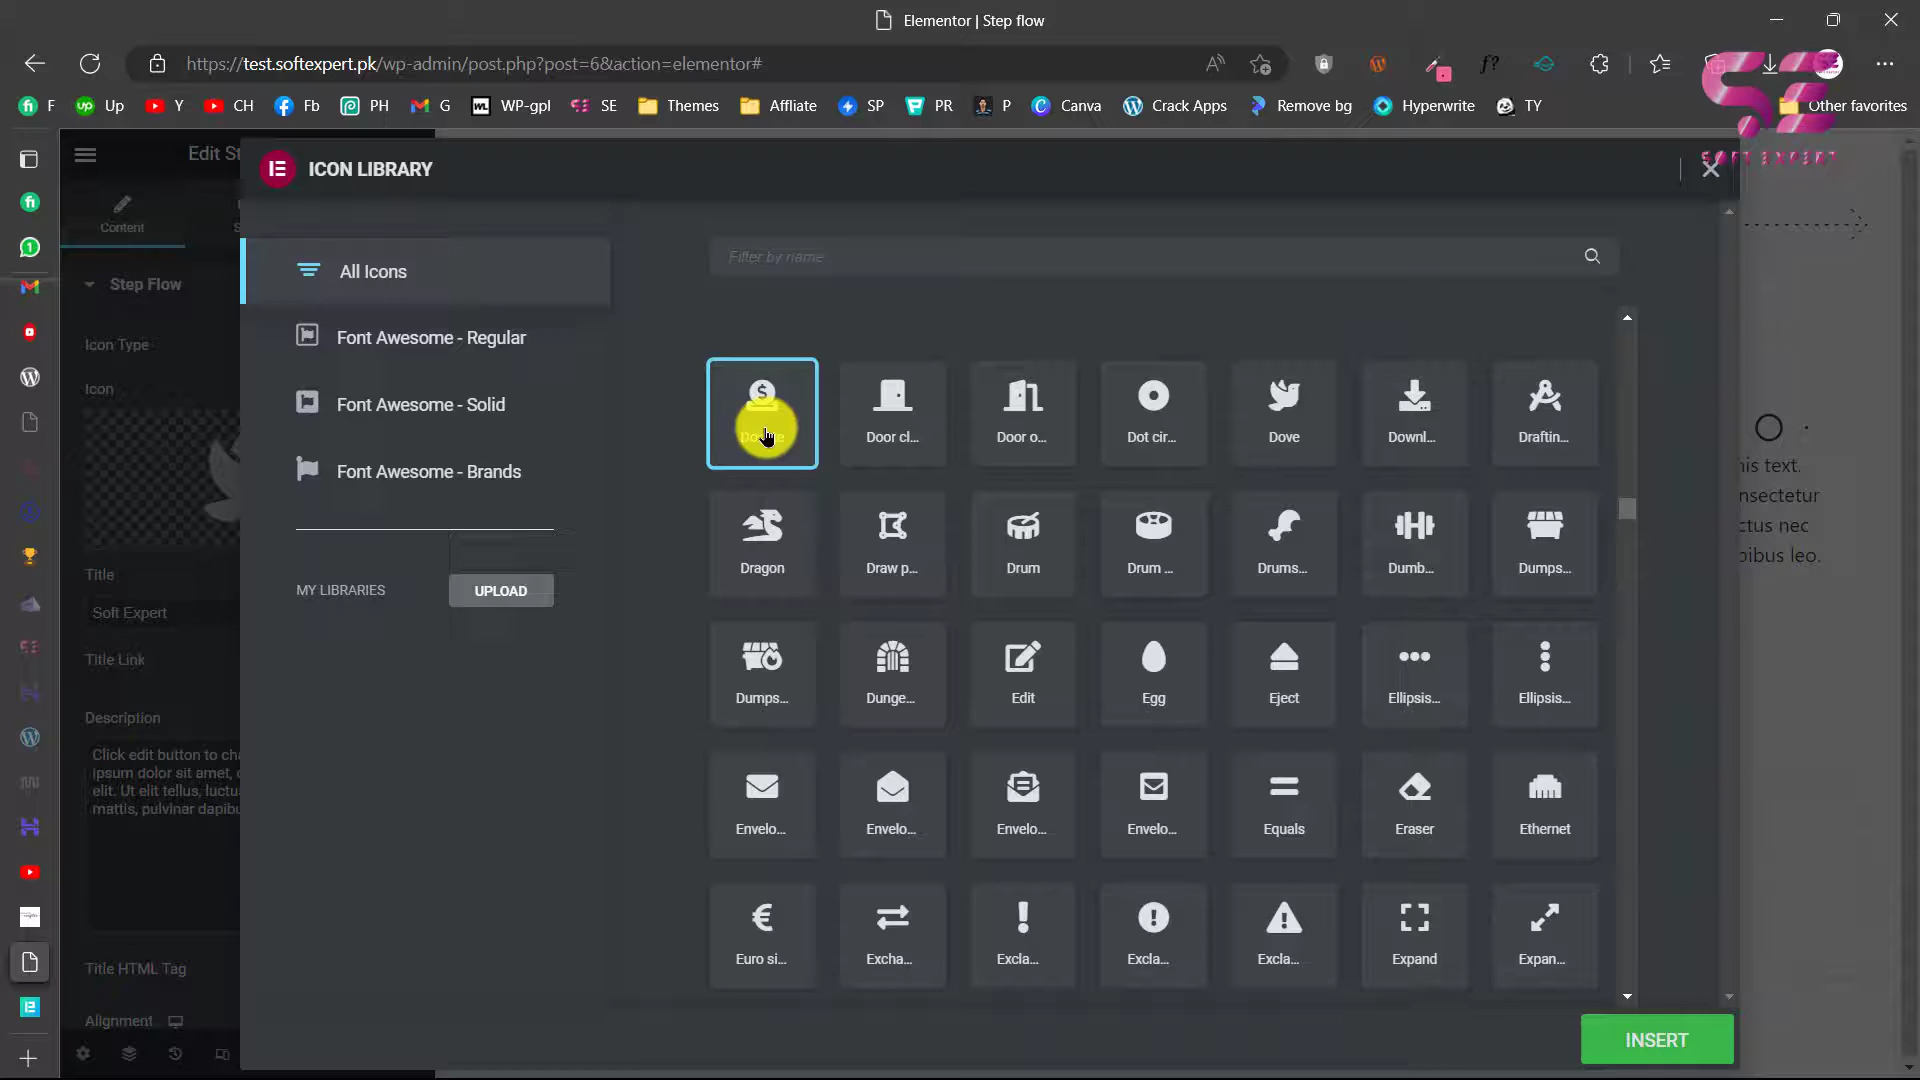 Elementor | Step flow
https://test.softexpert.pk/wp-admin/post.php?post=6&action=elementor#
F
Up
Y
CH
Fb
PH
G
WP-gpl
SE
Themes
Affliate
SP
PR
P
Canva
Crack Apps
Remove bg
Hyperwrite
TY
Other favorites
SOFT EXPERT
Edit St
ICON LIBRARY
Content
All Icons
Filter by name...
Step Flow
Font Awesome - Regular
Icon Type
Icon
Font Awesome - Solid
Font Awesome - Brands
MY LIBRARIES
UPLOAD
Door cl...
Door o...
Dot cir...
Dove
Downl...
Draftin...
Dragon
Draw p...
Drum
Drum ...
Drums...
Dumb...
Dumps...
Dumps...
Dunge...
Edit
Egg
Eject
Ellipsis...
Ellipsis...
Envelo...
Envelo...
Envelo...
Envelo...
Equals
Eraser
Ethernet
Euro si...
Excha...
Excla...
Excla...
Excla...
Expand
Expan...
INSERT
Title
Soft Expert
Title Link
Description
Click edit button to cha
ipsum dolor sit amet,
elit. Ut elit tellus, luctu
mattis, pulvinar dapibu
Title HTML Tag
Alignment
his text.
nsectetur
ctus nec
pibus leo.